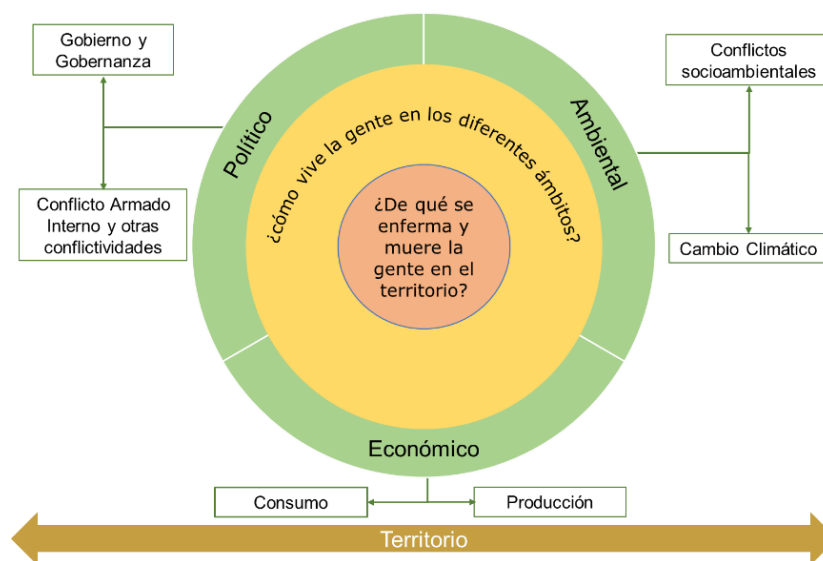 Gobierno y
Gobernanza
Conflicto Armado
Interno y otras
conflictividades
Político
Ambiental
Conflictos
socioambientales
Cambio Climático
¿cómo vive la gente en los diferentes ámbitos?
¿De qué se
enferma y
muere la
gente en el
territorio?
Económico
Consumo
Producción
Territorio